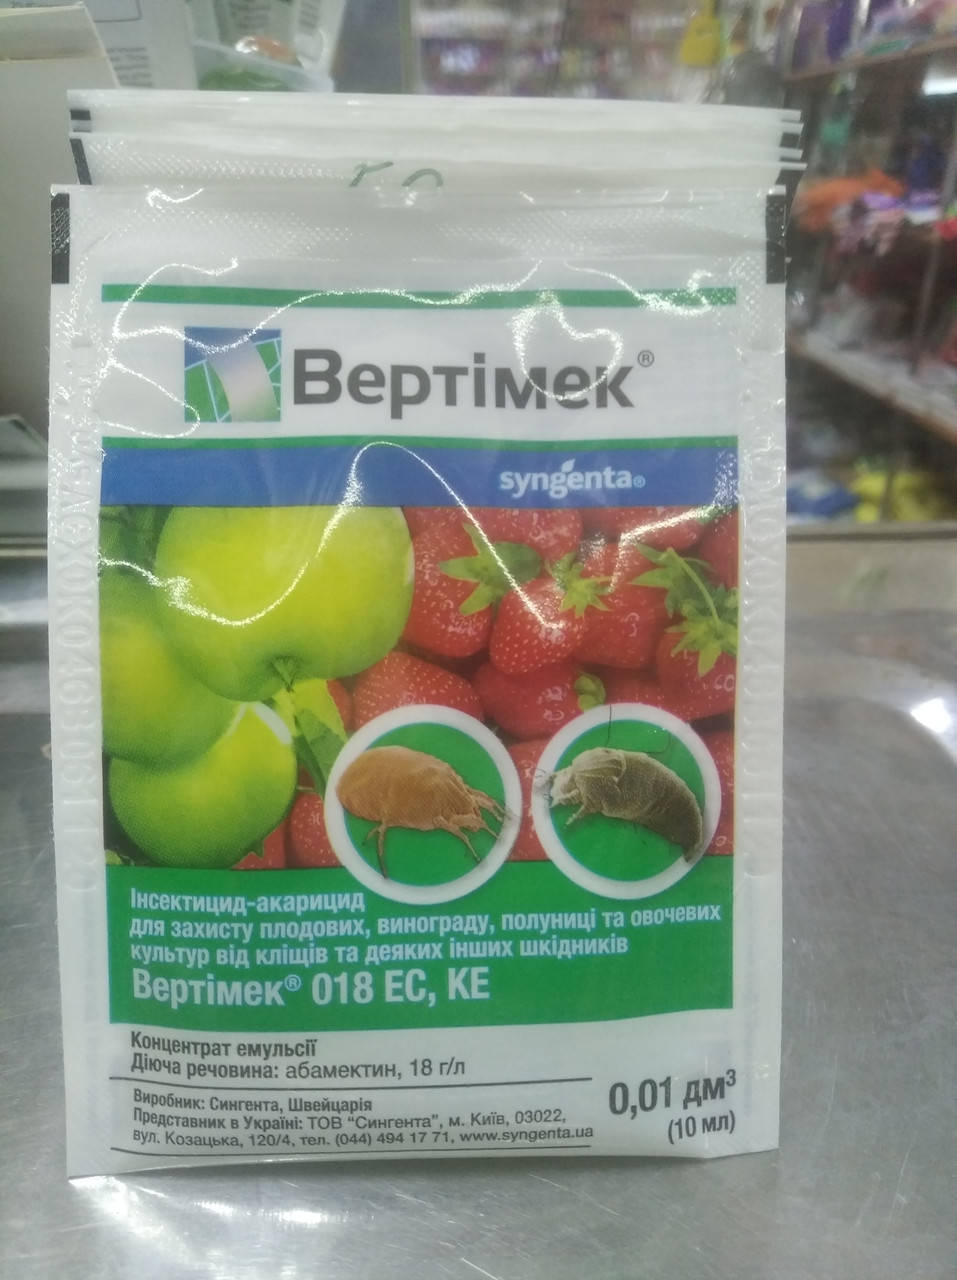 Вертімек®
syngenta®
Інсектицид-акарицид
для захисту плодових, винограду, полуниці та овочевих
культур від кліщів та деяких інших шкідників
Вертімек® 018 ЕС, КЕ
Концентрат емульсії
Діюча речовина: абамектин, 18 г/л
Виробник: Сингента, Швейцарія
Представник в Україні: ТОВ “Сингента”, м. Київ, 03022,
вул. Козацька, 120/4, тел. (044) 494 17 71, www.syngenta.ua
0,01 дм³
(10 мл)